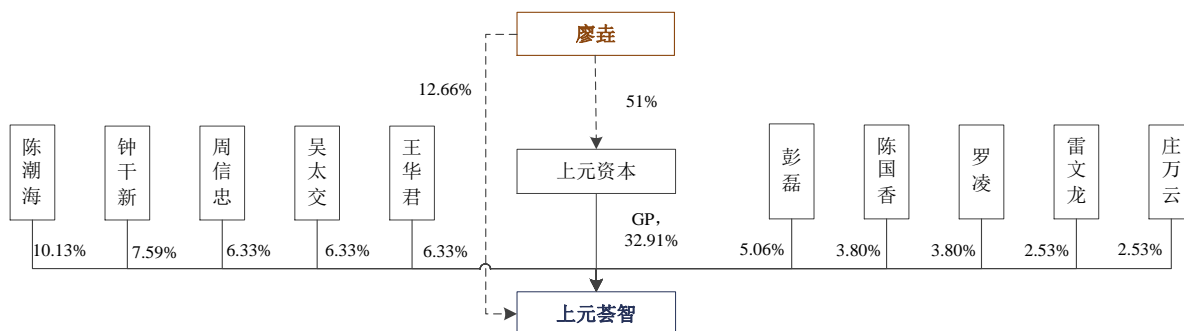 廖垚
12.66%
51%
陈潮海
钟干新
周信忠
吴太交
王华君
上元资本
彭磊
陈国香
罗凌
雷文龙
庄万云
GP，
32.91%
10.13%
7.59%
6.33%
6.33%
6.33%
5.06%
3.80%
3.80%
2.53%
2.53%
上元荟智